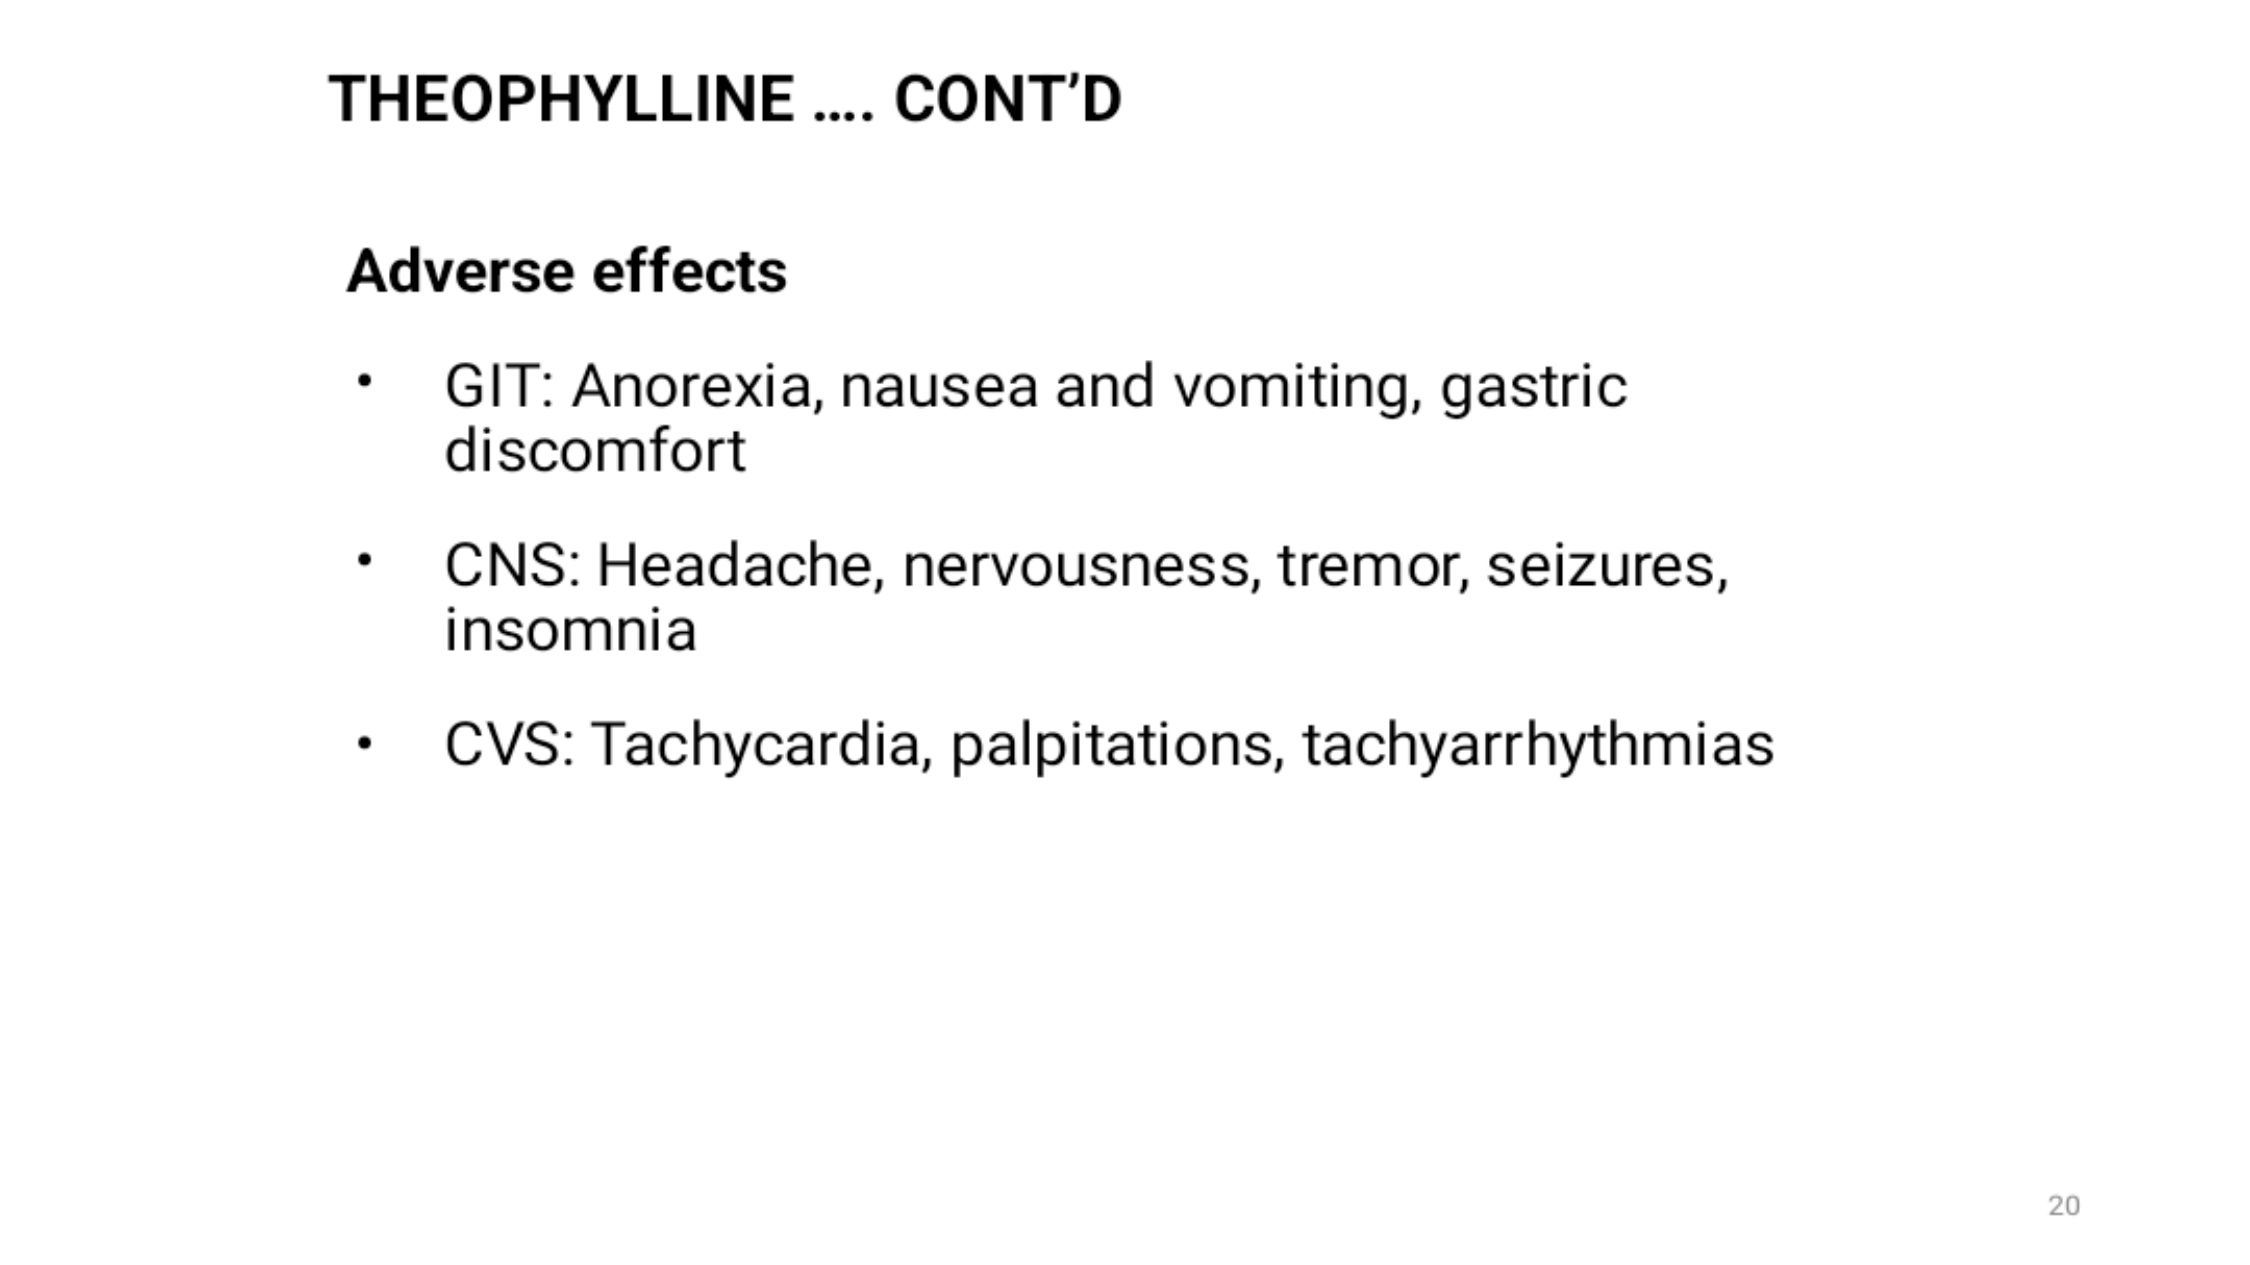 THEOPHYLLINE .... CONT’D
Adverse effects
• GIT: Anorexia, nausea and vomiting, gastric
discomfort
• CNS: Headache, nervousness, tremor, seizures,
insomnia
• CVS: Tachycardia, palpitations, tachyarrhythmias
20